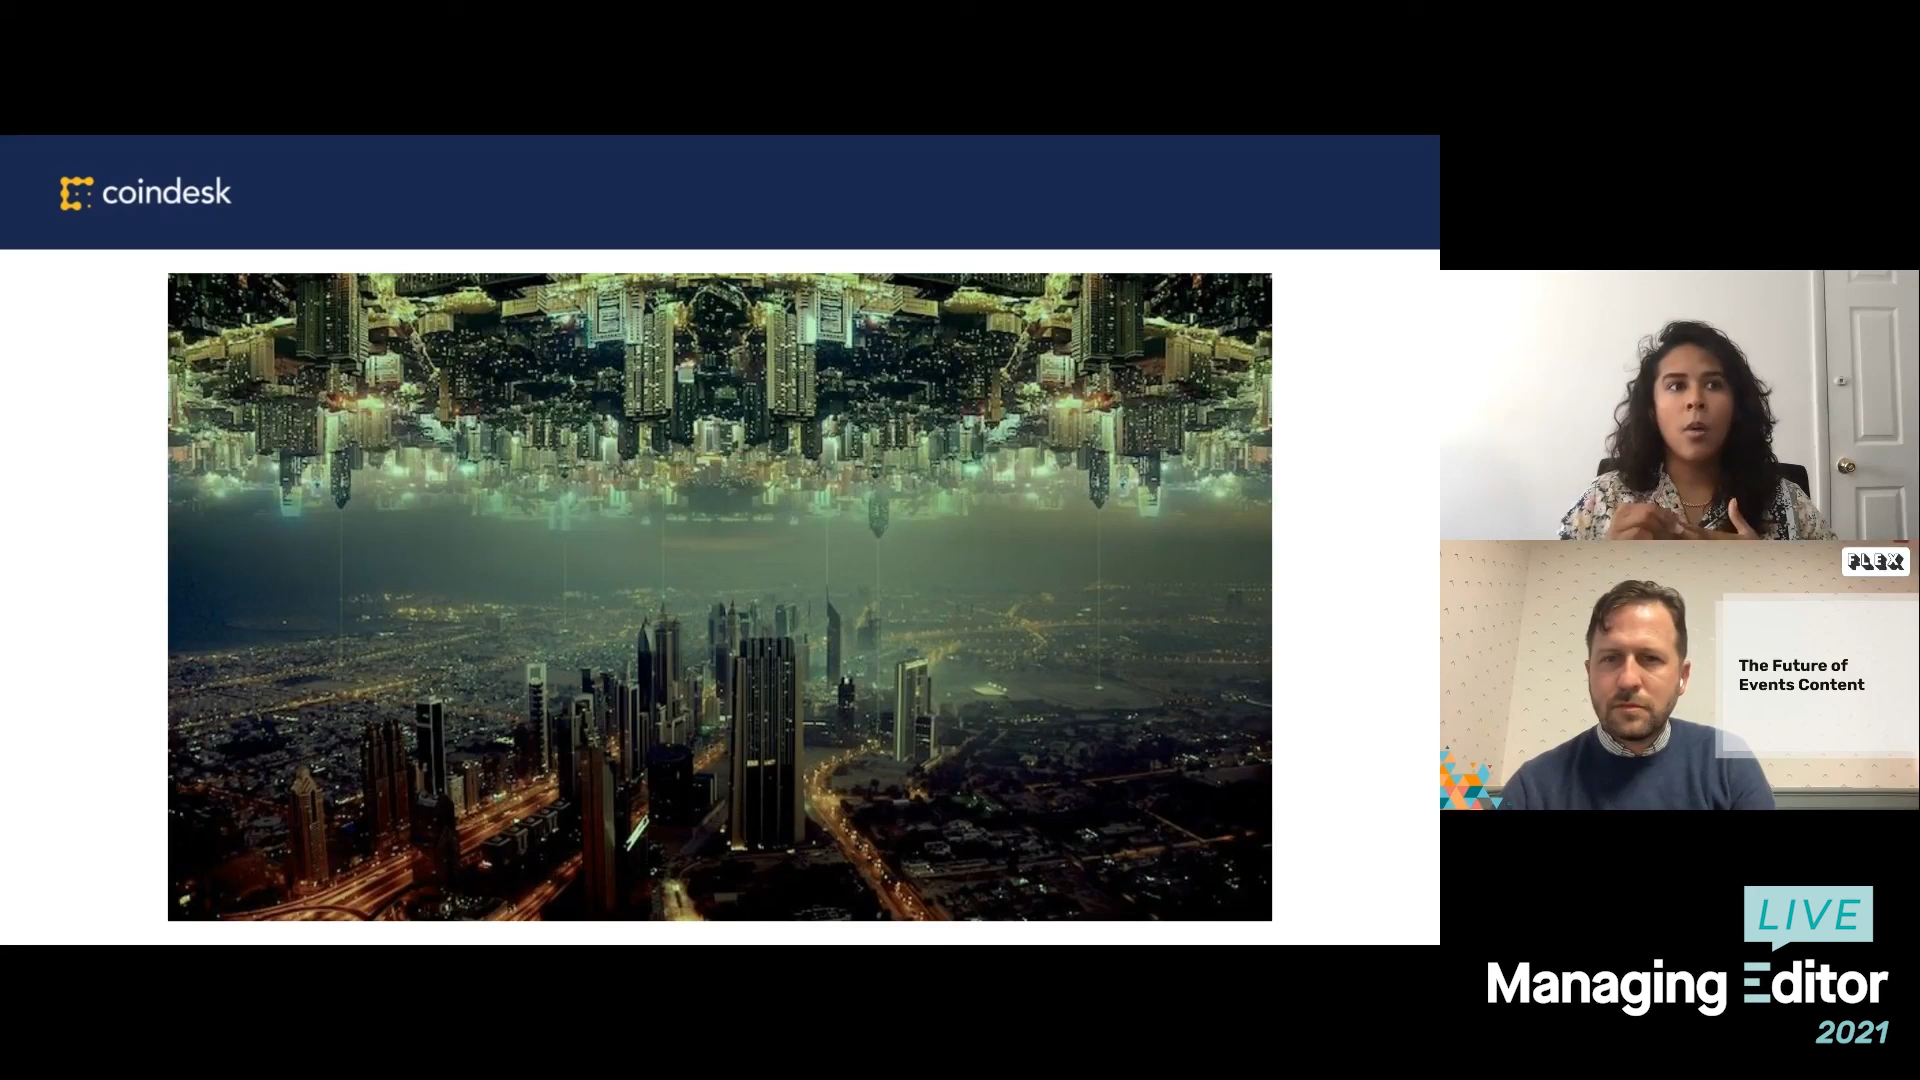 coindesk
FLEX
The Future of
Events Content
LIVE
Managing Editor
2021